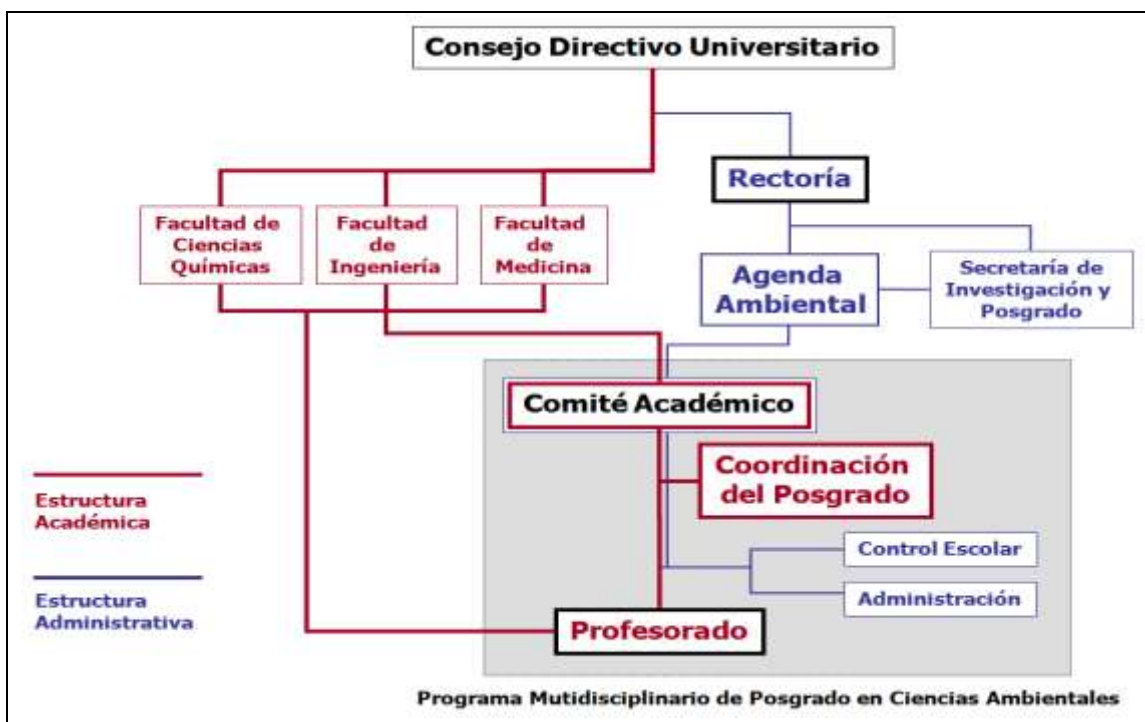 Consejo Directivo Universitario
Rectoría
Facultad de
Ciencias
Químicas
Facultad
de
Ingeniería
Facultad
de
Medicina
Agenda
Ambiental
Secretaría de
Investigación y
Posgrado
Comité Académico
Coordinación
del Posgrado
Estructura
Académica
Control Escolar
Administración
Estructura
Administrativa
Profesorado
Programa Mutidisciplinario de Posgrado en Ciencias Ambientales